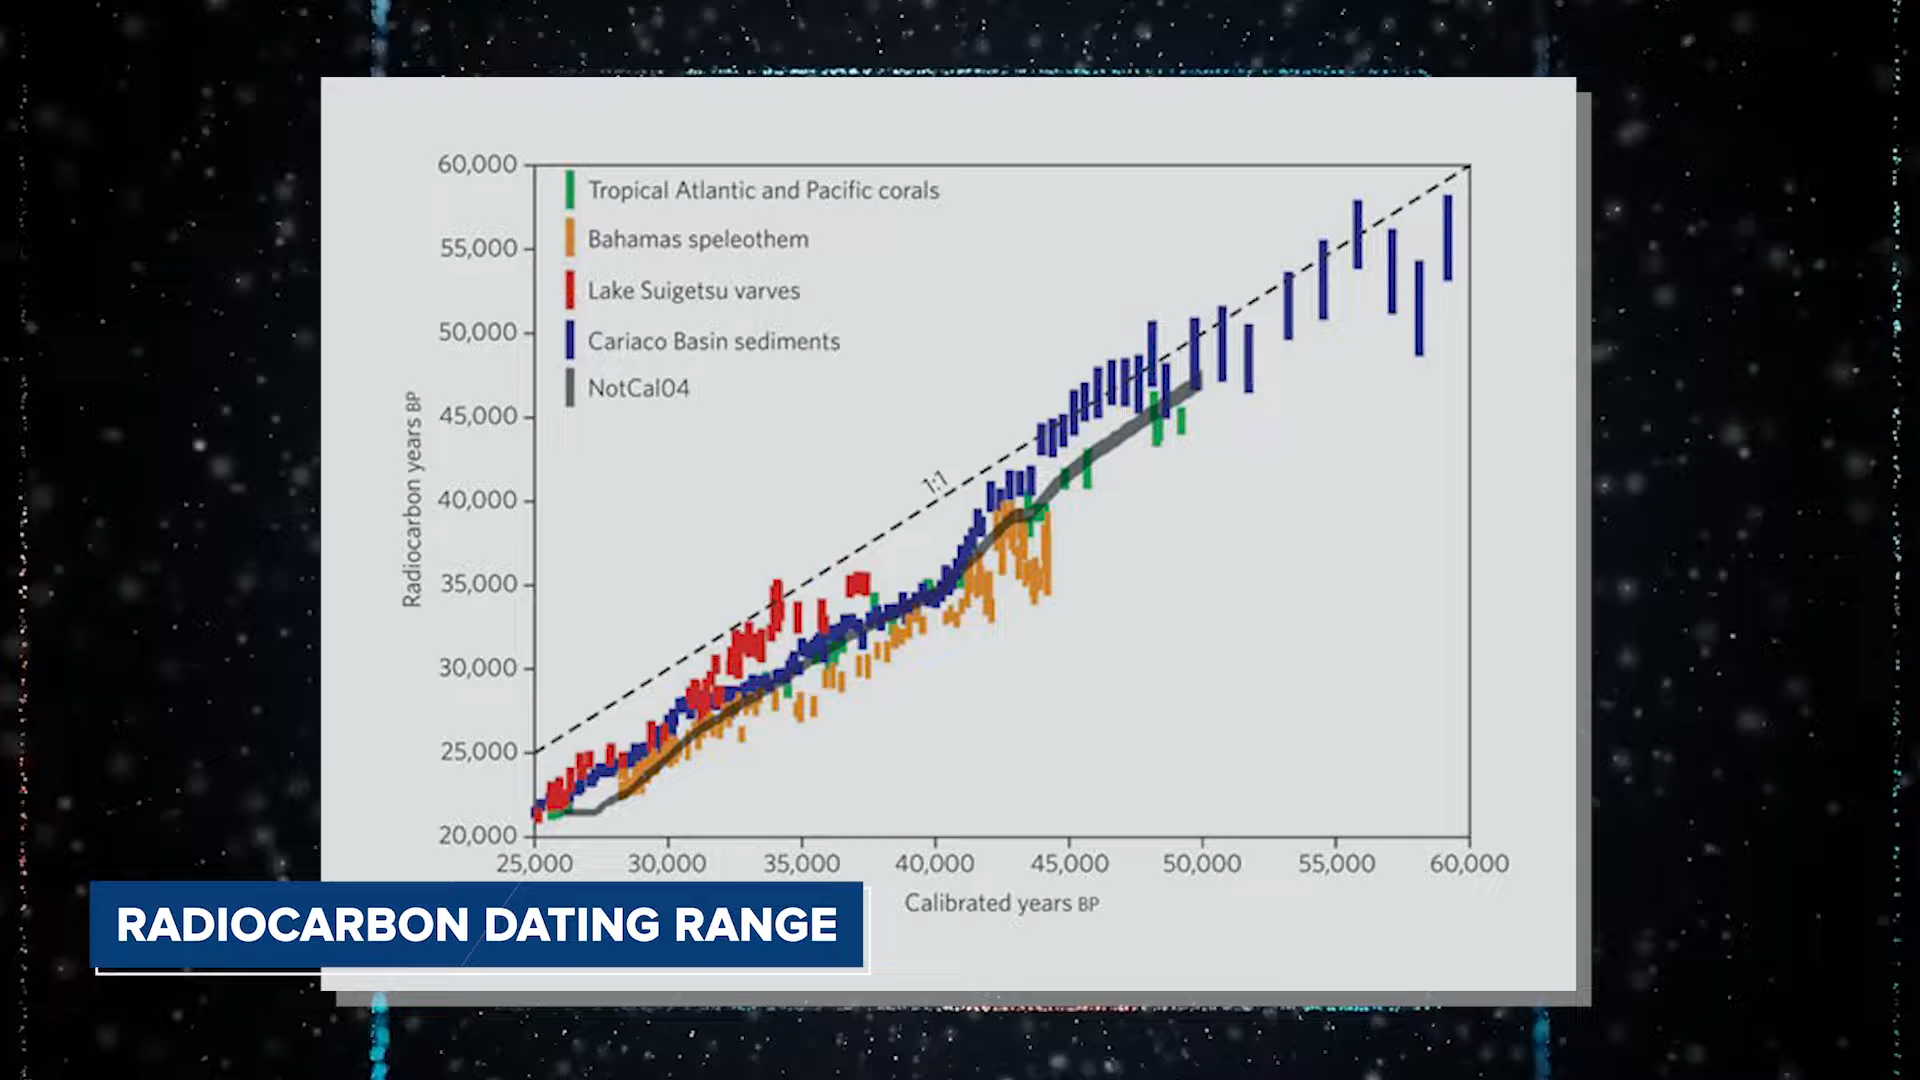 60,000
55,000
50,000
45,000
40,000
35,000
30,000
25,000
20,000
Radiocarbon years BP
Tropical Atlantic and Pacific corals
Bahamas speleothem
Lake Suigetsu varves
Cariaco Basin sediments
NotCal04
1:1
25,000 30,000 35,000 40,000 45,000 50,000 55,000 60,000
Calibrated years BP
RADIOCARBON DATING RANGE